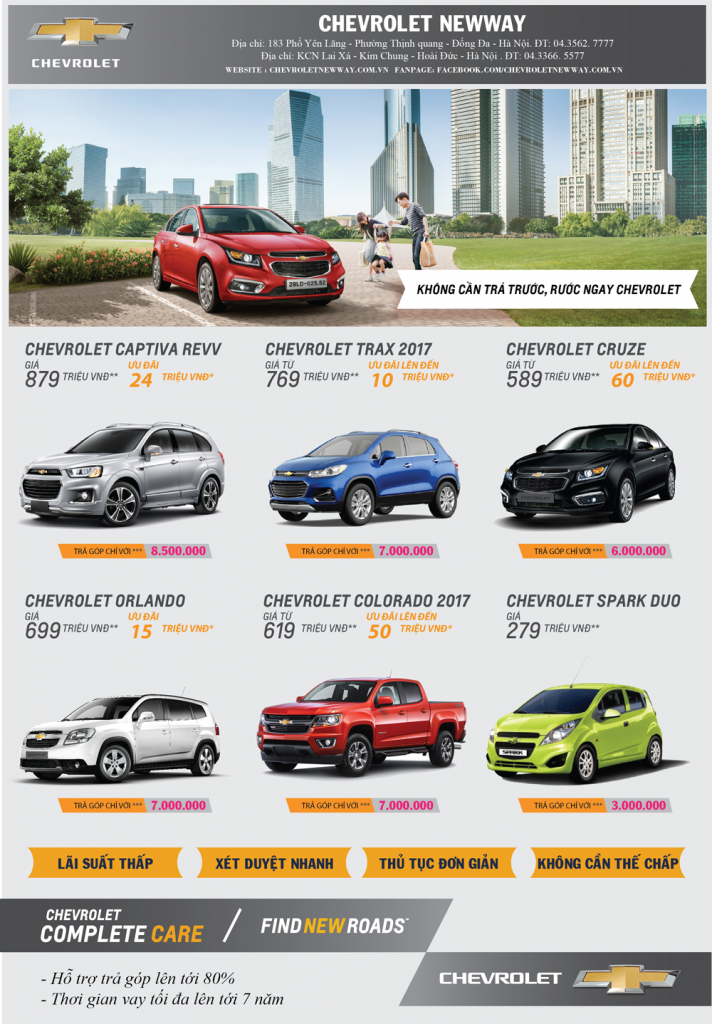 CHEVROLET NEWWAY
Địa chỉ: 183 Phố Yên Lãng - Phường Thịnh quang - Đống Đa - Hà Nội. ĐT: 04.3562. 7777
Địa chỉ: KCN Lai Xá - Kim Chung - Hoài Đức - Hà Nội . ĐT: 04.3366. 5577
WEBSITE : CHEVROLETNEWWAY.COM.VN FANPAGE: FACEBOOK.COM/CHEVROLETNEWWAY.COM.VN
CHEVROLET
29LD-025.52
KHÔNG CẦN TRẢ TRƯỚC, RƯỚC NGAY CHEVROLET
CHEVROLET CAPTIVA REVV
GIÁ ƯU ĐÃI
879 TRIỆU VNĐ** 24 TRIỆU VNĐ*
CHEVROLET TRAX 2017
GIÁ TỪ ƯU ĐÃI LÊN ĐẾN
769 TRIỆU VNĐ** 10 TRIỆU VNĐ*
CHEVROLET CRUZE
GIÁ TỪ ƯU ĐÃI LÊN ĐẾN
589 TRIỆU VNĐ** 60 TRIỆU VNĐ*
TRẢ GÓP CHỈ VỚI *** 8.500.000
TRẢ GÓP CHỈ VỚI *** 7.000.000
TRẢ GÓP CHỈ VỚI *** 6.000.000
CHEVROLET ORLANDO
GIÁ ƯU ĐÃI
699 TRIỆU VNĐ** 15 TRIỆU VNĐ*
CHEVROLET COLORADO 2017
GIÁ TỪ ƯU ĐÃI LÊN ĐẾN
619 TRIỆU VNĐ** 50 TRIỆU VNĐ*
CHEVROLET SPARK DUO
GIÁ
279 TRIỆU VNĐ**
SPARK
TRẢ GÓP CHỈ VỚI *** 7.000.000
TRẢ GÓP CHỈ VỚI *** 7.000.000
TRẢ GÓP CHỈ VỚI *** 3.000.000
LÃI SUẤT THẤP
XÉT DUYỆT NHANH
THỦ TỤC ĐƠN GIẢN
KHÔNG CẦN THẾ CHẤP
CHEVROLET
COMPLETE CARE / FIND NEW ROADS™
- Hỗ trợ trả góp lên tới 80%
- Thời gian vay tối đa lên tới 7 năm
CHEVROLET